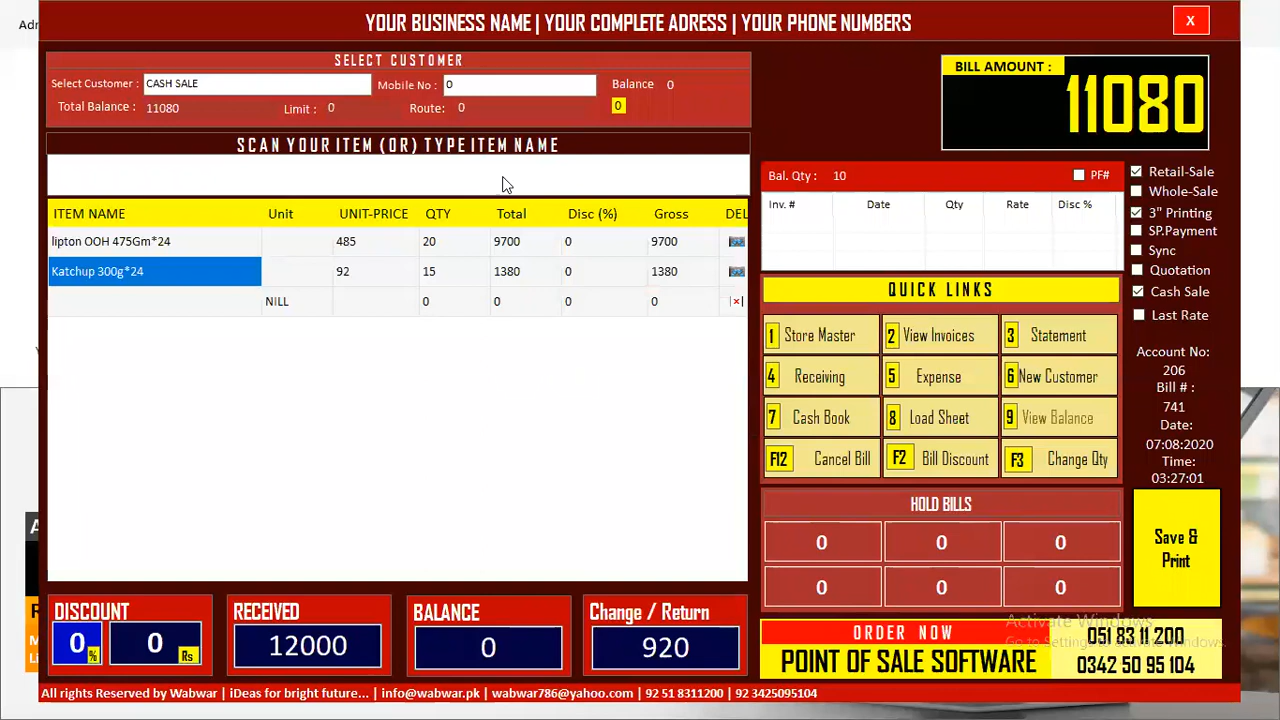 Adm
YOUR BUSINESS NAME | YOUR COMPLETE ADRESS | YOUR PHONE NUMBERS
X
SELECT CUSTOMER
Select Customer : CASH SALE Mobile No : 0 Balance 0
Total Balance : 11080 Limit : 0 Route: 0 0
BILL AMOUNT :
11080
SCAN YOUR ITEM (OR) TYPE ITEM NAME
ITEM NAME Unit UNIT-PRICE QTY Total Disc (%) Gross DEL
lipton OOH 475Gm*24 485 20 9700 0 9700
Katchup 300g*24 92 15 1380 0 1380
NILL 0 0 0 0 |×|
Bal. Qty : 10 PF#
Inv. # Date Qty Rate Disc %
Retail-Sale
Whole-Sale
3" Printing
SP.Payment
Sync
Quotation
Cash Sale
Last Rate
QUICK LINKS
1 Store Master 2 View Invoices 3 Statement
4 Receiving 5 Expense 6 New Customer
7 Cash Book 8 Load Sheet 9 View Balance
F12 Cancel Bill F2 Bill Discount F3 Change Qty
Account No:
206
Bill # :
741
Date:
07:08:2020
Time:
03:27:01
HOLD BILLS
0 0 0
0 0 0
Save &
Print
DISCOUNT RECEIVED BALANCE Change / Return
0 % 0 Rs 12000 0 920
Activate Windows
Go to Settings to activate Windows.
ORDER NOW
POINT OF SALE SOFTWARE
051 83 11 200
0342 50 95 104
All rights Reserved by Wabwar | iDeas for bright future... | info@wabwar.pk | wabwar786@yahoo.com | 92 51 8311200 | 92 3425095104